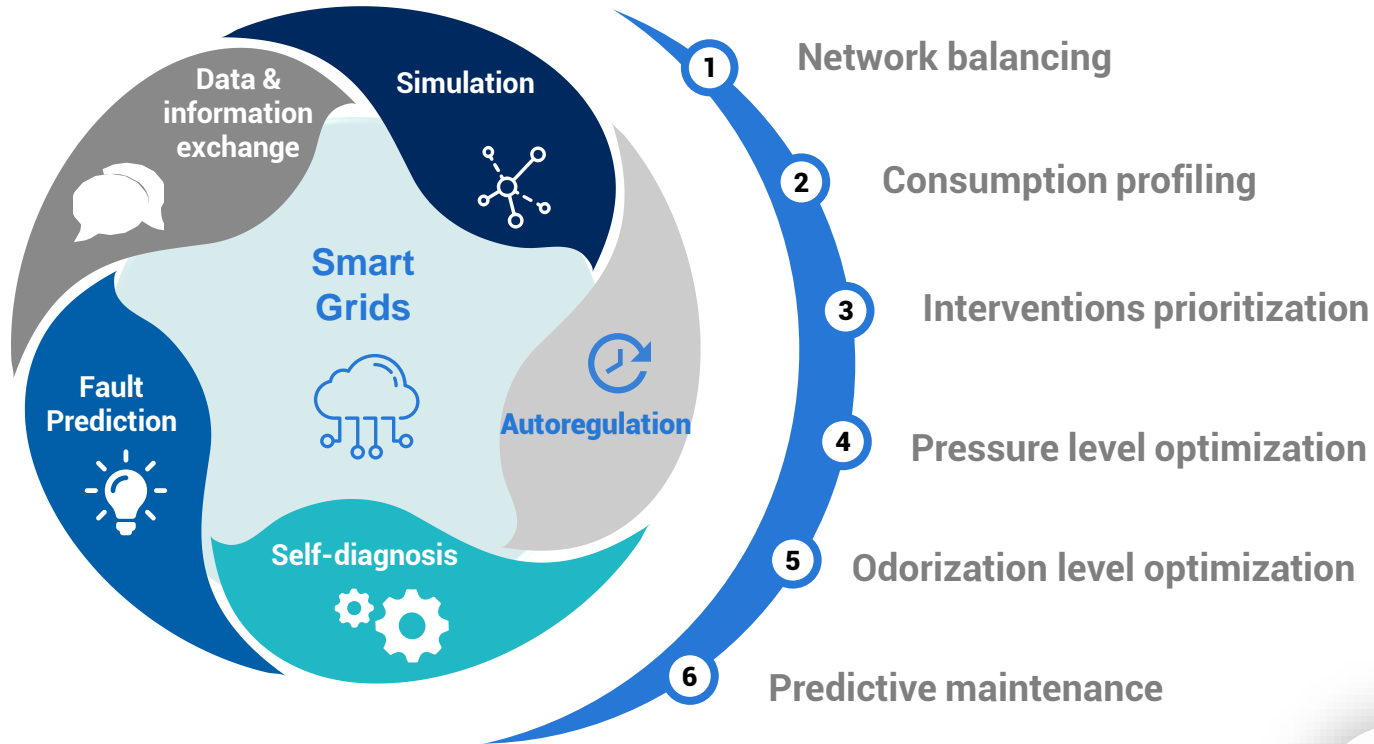 Data &
information
exchange
Simulation
Smart
Grids
Autoregulation
Fault
Prediction
Self-diagnosis
1
Network balancing
2
Consumption profiling
3
Interventions prioritization
4
Pressure level optimization
5
Odorization level optimization
6
Predictive maintenance